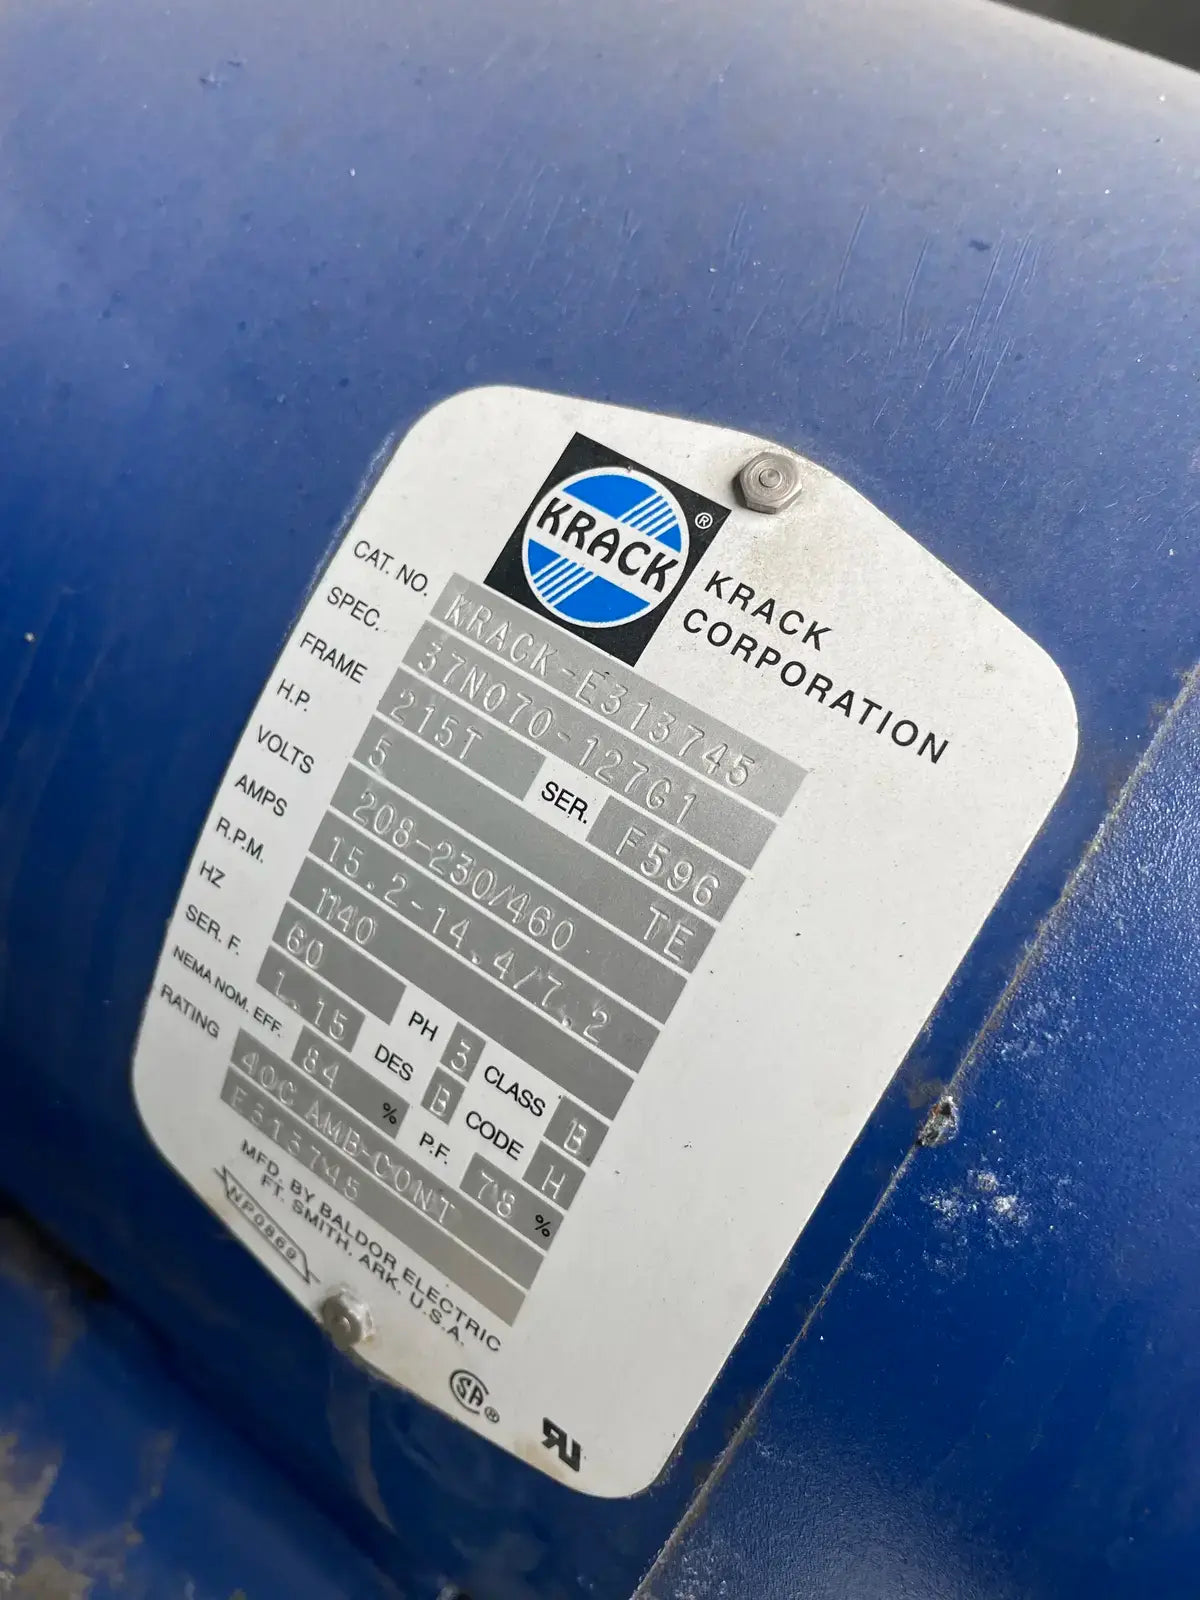 KRACK ®
KRACK
CORPORATION
CAT. NO. KRACK-E313745
SPEC. 37N070-127G1
FRAME 215T SER. F596
H.P. 5 TE
VOLTS 208-230/460
AMPS 15.2-14.4/7.2
R.P.M. 1140
HZ 60 PH 3 CLASS B
SER. F. 1.15 DES B CODE H
NEMA NOM. EFF. 84 % P.F. 78 %
RATING 40C AMB-CONT
E313745
MFD. BY BALDOR ELECTRIC
FT. SMITH, ARK. U.S.A.
NP0869
SA ®
RU